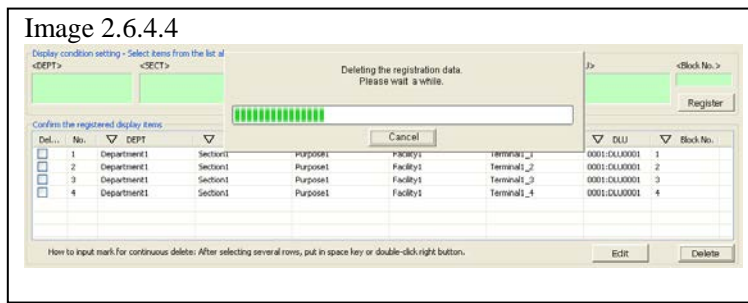 Image 2.6.4.4
Display condition setting - Select items from the list al
<DEPT> <SECT> J> <Block No.>
Deleting the registration data.
Please wait a while.
Register
Cancel
Confirm the registered display items
Del... No. DEPT DLU Block No.
1 Department1 Section1 Purpose1 Facility1 Terminal1_1 0001:DLU0001 1
2 Department1 Section1 Purpose1 Facility1 Terminal1_2 0001:DLU0001 2
3 Department1 Section1 Purpose1 Facility1 Terminal1_3 0001:DLU0001 3
4 Department1 Section1 Purpose1 Facility1 Terminal1_4 0001:DLU0001 4
How to input mark for continuous delete: After selecting several rows, put in space key or double-click right button.
Edit Delete